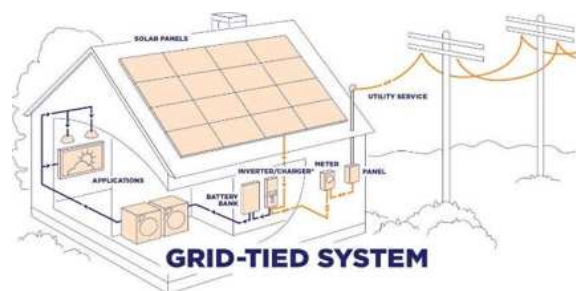 SOLAR PANELS
UTILITY SERVICE
METER
INVERTER/CHARGER*
PANEL
APPLICATIONS
BATTERY
BANK
GRID-TIED SYSTEM